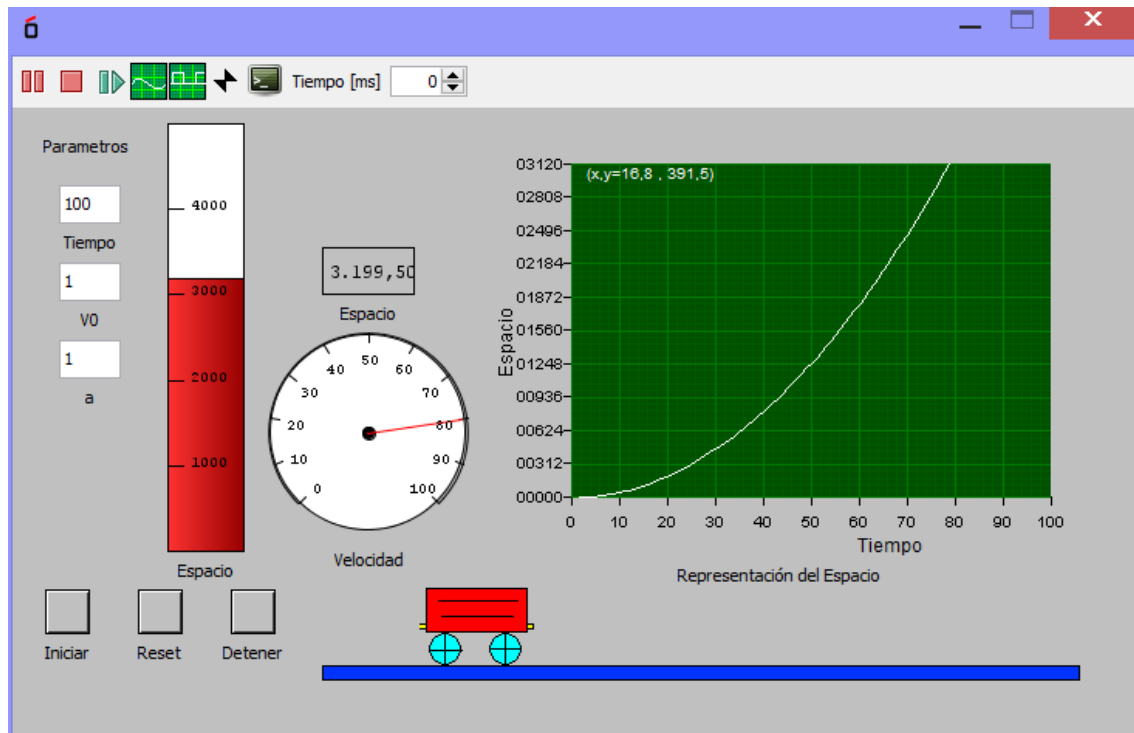 ó
Tiempo [ms] 0
Parametros
100
Tiempo
1
V0
1
a
4000
3000
2000
1000
Espacio
3.199,50
Espacio
0
10
20
30
40
50
60
70
80
90
100
Velocidad
(x,y=16,8 , 391,5)
03120
02808
02496
02184
01872
01560
01248
00936
00624
00312
00000
Espacio
0 10 20 30 40 50 60 70 80 90 100
Tiempo
Representación del Espacio
Iniciar Reset Detener